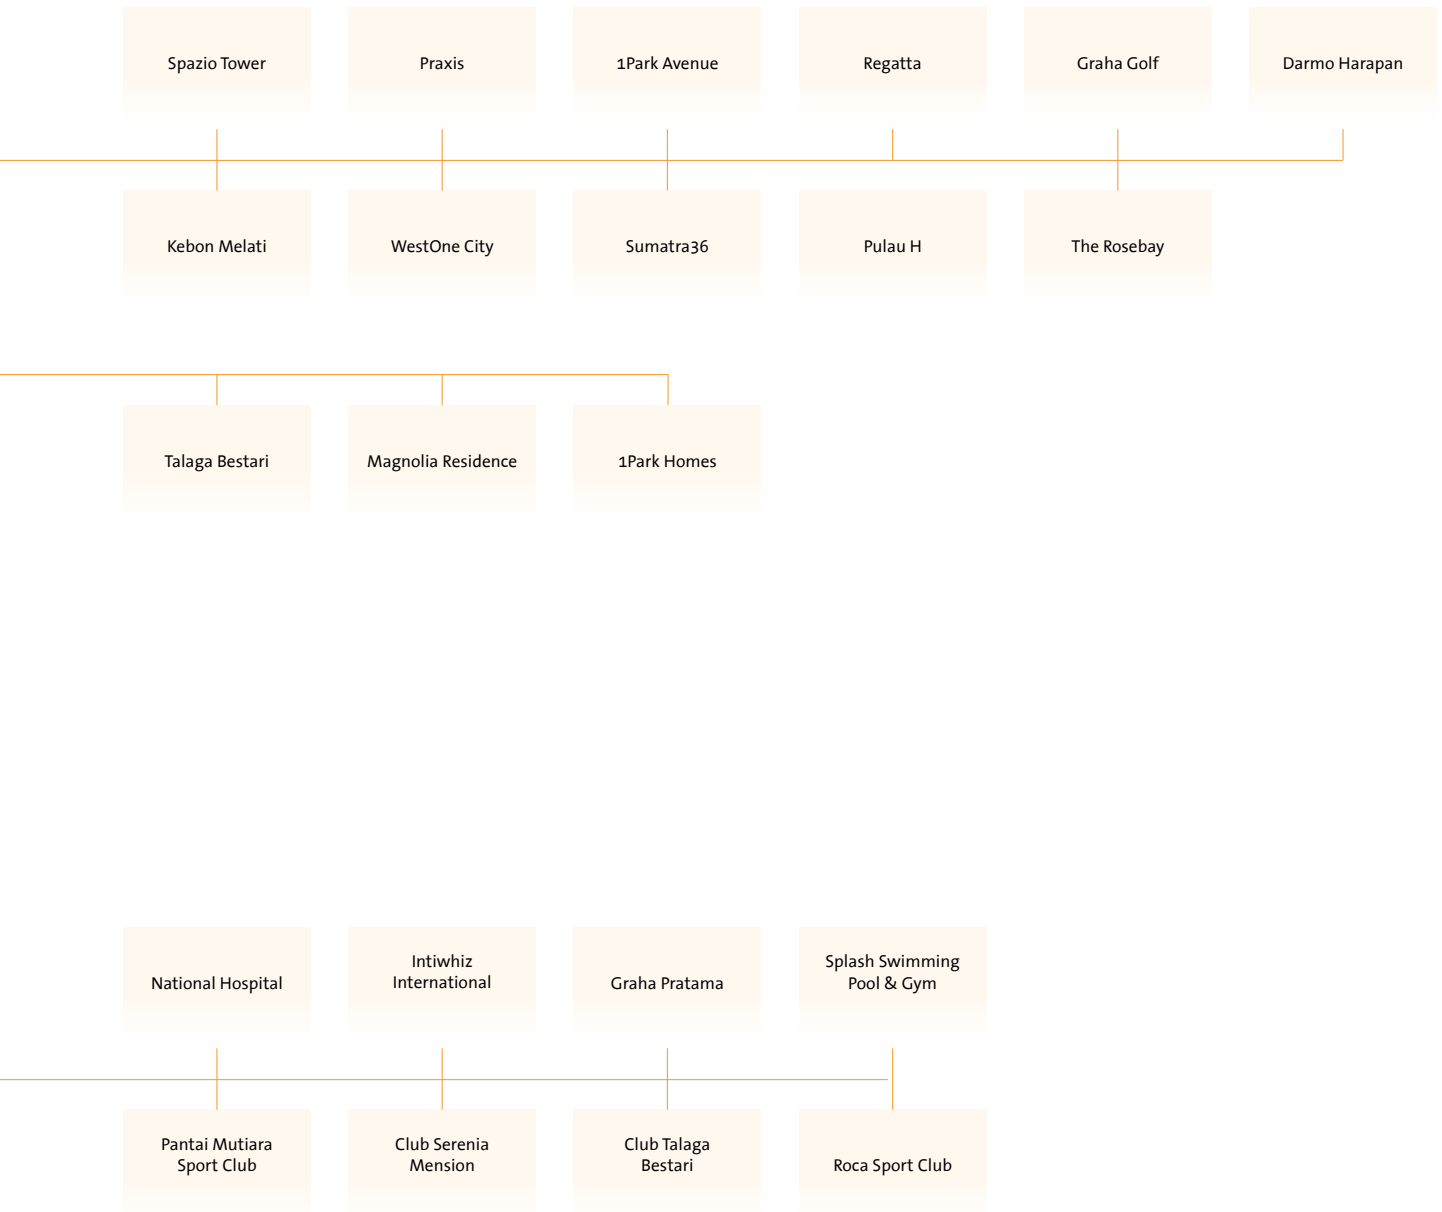 Spazio Tower
Praxis
1Park Avenue
Regatta
Graha Golf
Darmo Harapan
Kebon Melati
WestOne City
Sumatra36
Pulau H
The Rosebay
Talaga Bestari
Magnolia Residence
1Park Homes
National Hospital
Intiwhiz
International
Graha Pratama
Splash Swimming
Pool & Gym
Pantai Mutiara
Sport Club
Club Serenia
Mension
Club Talaga
Bestari
Roca Sport Club